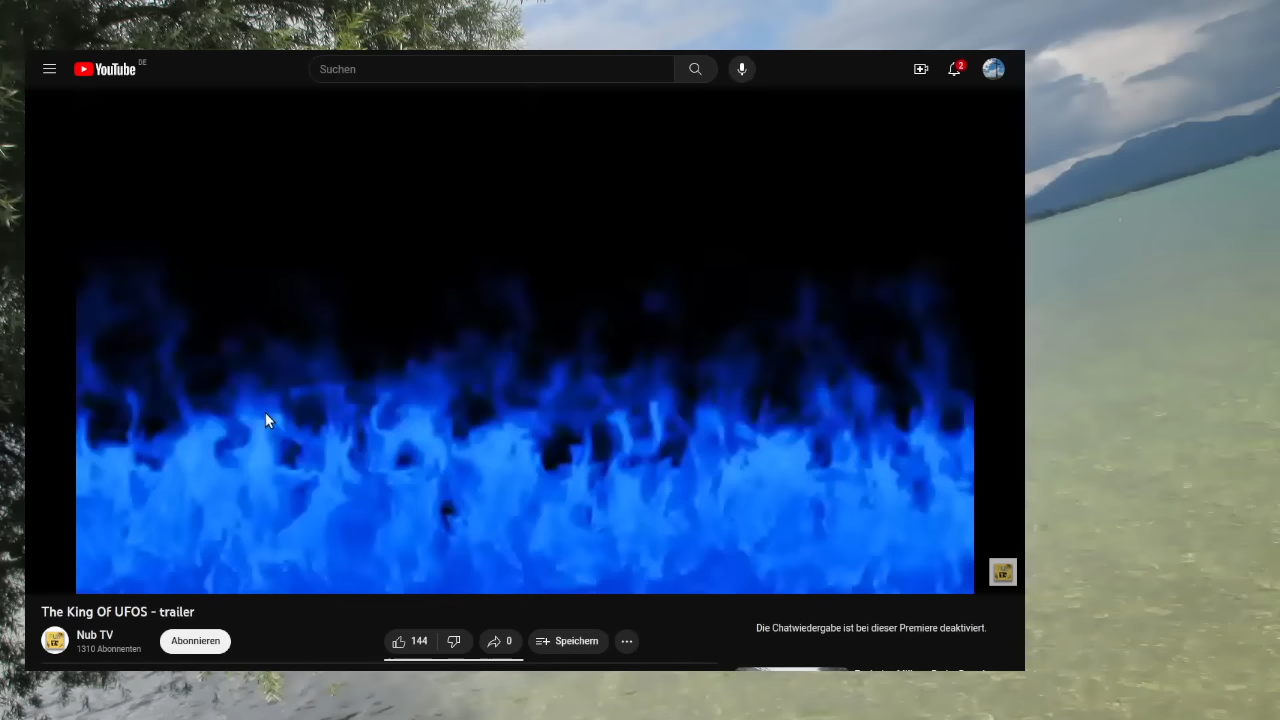 YouTube DE
Suchen
2
The King Of UFOS - trailer
Nub TV
1310 Abonnenten
Abonnieren
144
0
Speichern
Die Chatwiedergabe ist bei dieser Premiere deaktiviert.